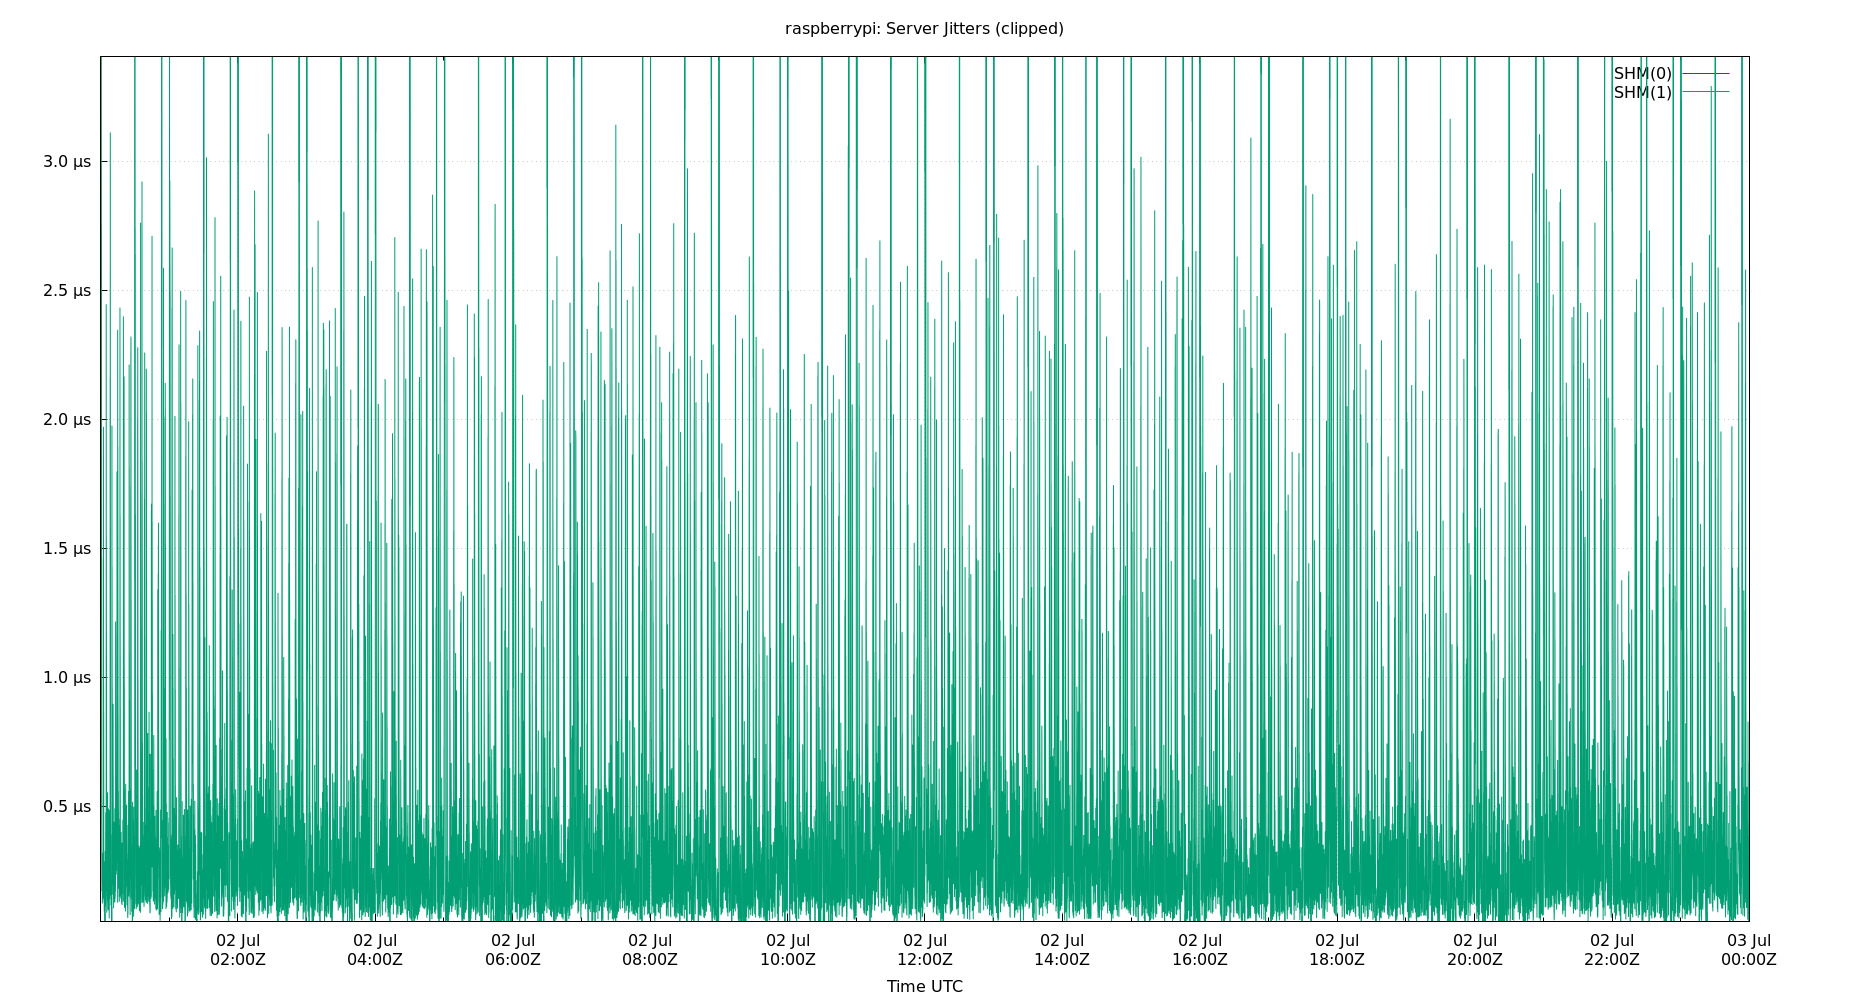 raspberrypi: Server Jitters (clipped)
SHM(0)
SHM(1)
3.0 μs
2.5 μs
2.0 μs
1.5 μs
1.0 μs
0.5 μs
02 Jul 02 Jul 02 Jul 02 Jul 02 Jul 02 Jul 02 Jul 02 Jul 02 Jul 02 Jul 02 Jul 03 Jul
02:00Z 04:00Z 06:00Z 08:00Z 10:00Z 12:00Z 14:00Z 16:00Z 18:00Z 20:00Z 22:00Z 00:00Z
Time UTC